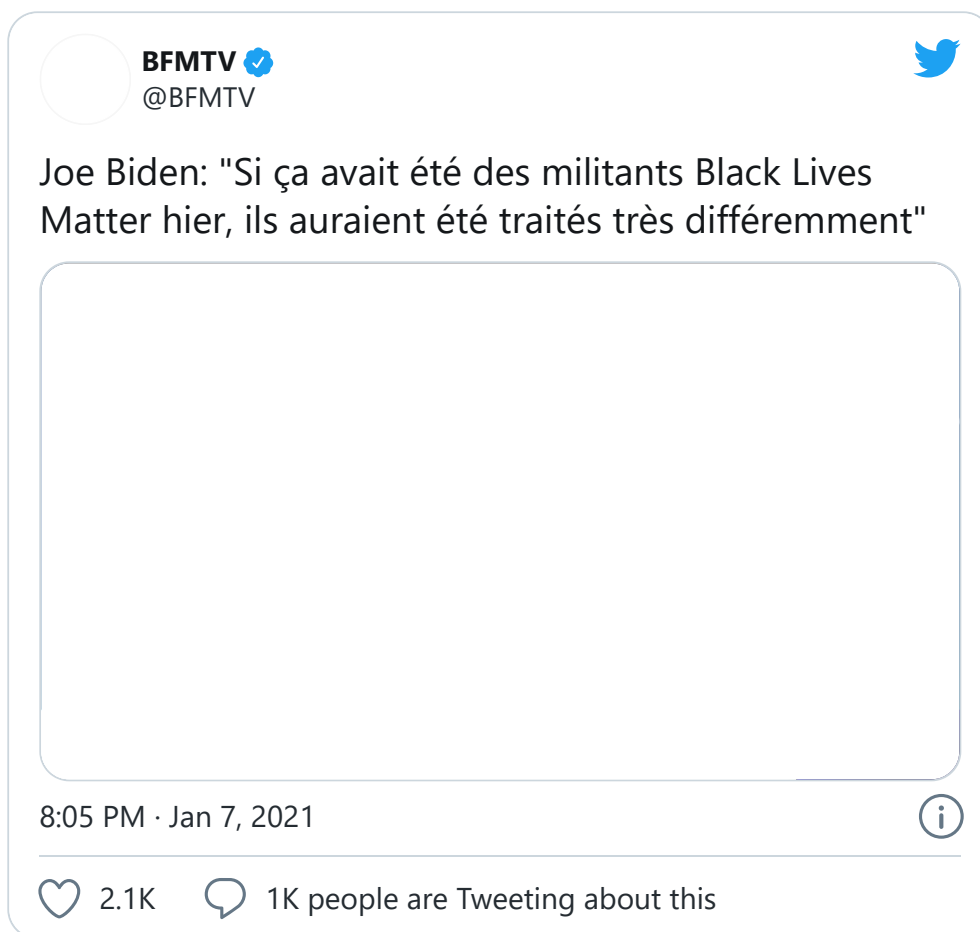 BFMTV
@BFMTV
Joe Biden: "Si ça avait été des militants Black Lives
Matter hier, ils auraient été traités très différemment"
8:05 PM · Jan 7, 2021
2.1K 1K people are Tweeting about this